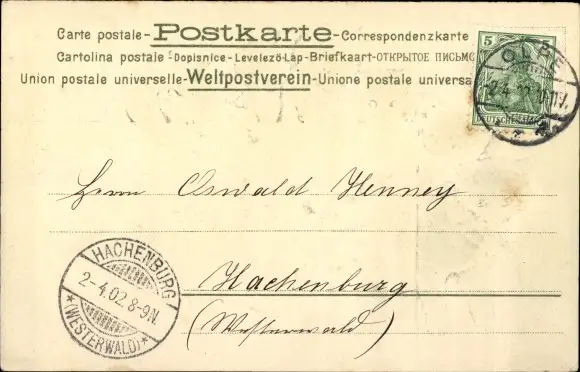 Carte postale - Postkarte - Correspondenzkarte
Cartolina postale - Dopisnice - Levelező-Lap - Briefkaart - ОТКРЫТОЕ ПИСЬМО
Union postale universelle - Weltpostverein - Unione postale universa
5
DEUTSCHES
Herrn Oswald Henney
Hachenburg
(Westerwald)
HACHENBURG
2-4.02.8-9N.
*(WESTERWALD)*